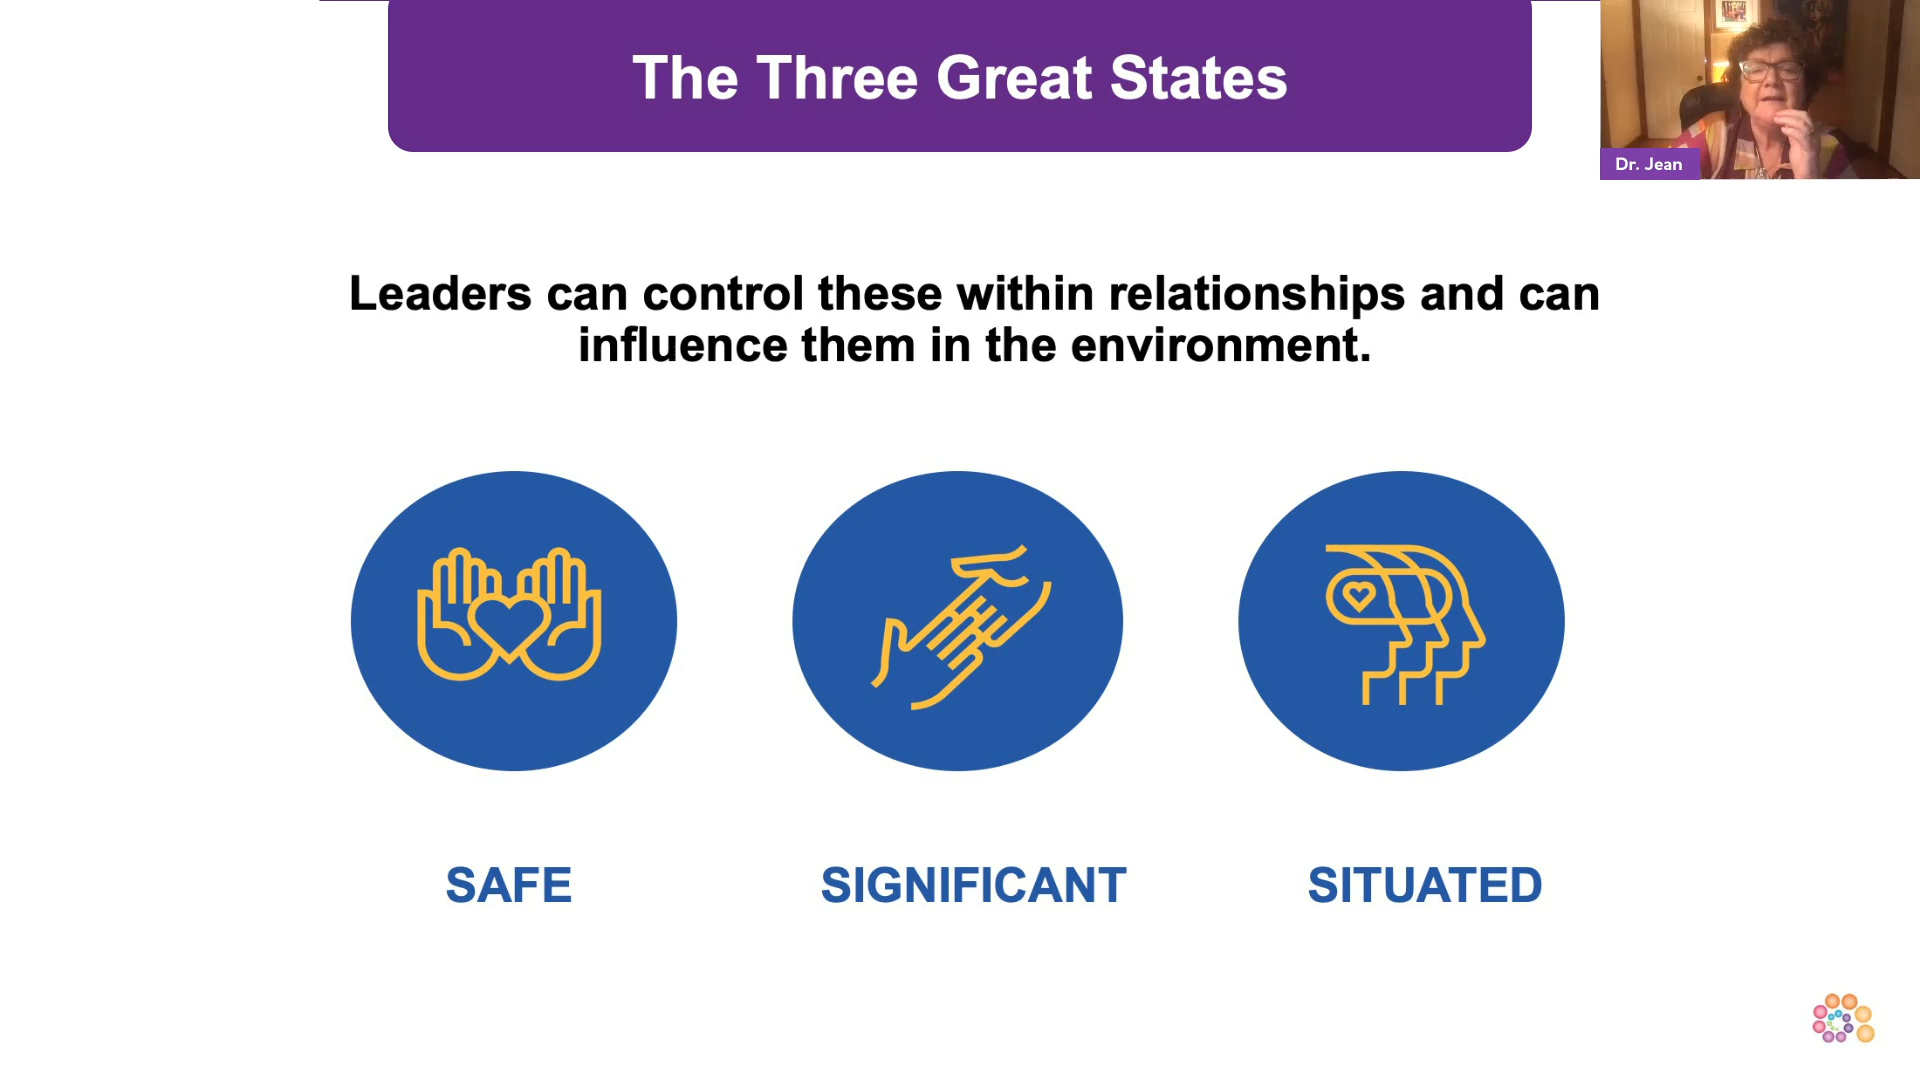 The Three Great States
Dr. Jean
Leaders can control these within relationships and can
influence them in the environment.
SAFE
SIGNIFICANT
SITUATED